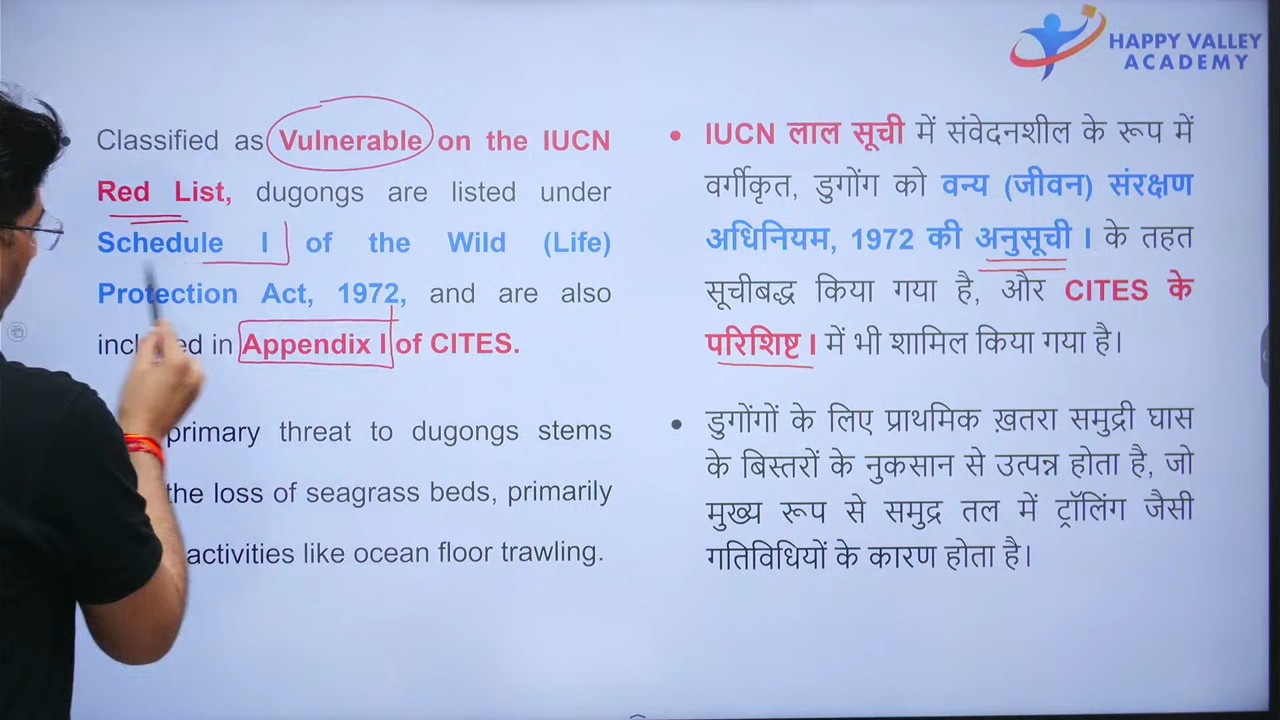 HAPPY VALLEY
ACADEMY
Classified as Vulnerable on the IUCN
Red List, dugongs are listed under
Schedule I of the Wild (Life)
Protection Act, 1972, and are also
in Appendix I of CITES.
primary threat to dugongs stems
the loss of seagrass beds, primarily
activities like ocean floor trawling.
IUCN लाल सूची में संवेदनशील के रूप में
वर्गीकृत, डुगोंग को वन्य (जीवन) संरक्षण
अधिनियम, 1972 की अनुसूची I के तहत
सूचीबद्ध किया गया है, और CITES के
परिशिष्ट I में भी शामिल किया गया है।
डुगोंगों के लिए प्राथमिक ख़तरा समुद्री घास
के बिस्तरों के नुकसान से उत्पन्न होता है, जो
मुख्य रूप से समुद्र तल में ट्रॉलिंग जैसी
गतिविधियों के कारण होता है।